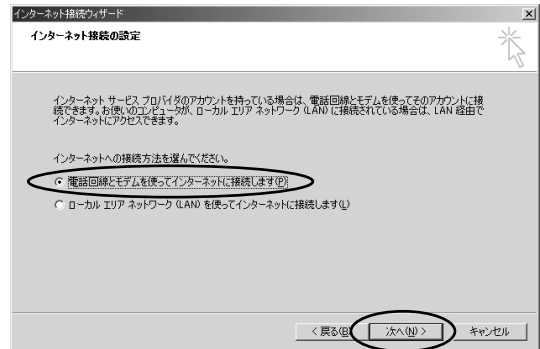 インターネット接続ウィザード
インターネット接続の設定
インターネット サービス プロバイダのアカウントを持っている場合は、電話回線とモデムを使ってそのアカウントに接
続できます。お使いのコンピュータが、ローカル エリア ネットワーク (LAN) に接続されている場合は、LAN 経由で
インターネットにアクセスできます。
インターネットへの接続方法を選んでください。
電話回線とモデムを使ってインターネットに接続します(P)
ローカル エリア ネットワーク (LAN) を使ってインターネットに接続します(L)
< 戻る(B) 次へ(N) > キャンセル